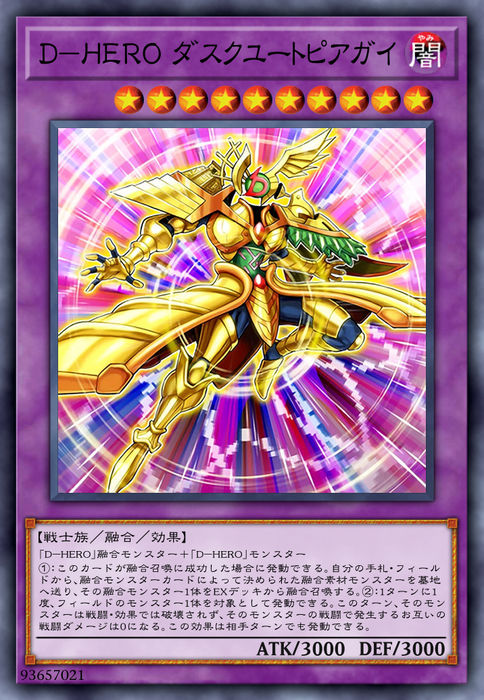 D-HERO ダスクユートピアガイ
やみ
闇
【戦士族／融合／効果】
「D-HERO」融合モンスター＋「D-HERO」モンスター
①：このカードが融合召喚に成功した場合に発動できる。自分の手札・フィー
ルドから、融合モンスターカードによって決められた融合素材モンスターを墓地
へ送り、その融合モンスター1体をEXデッキから融合召喚する。②：1ターンに1
度、フィールドのモンスター1体を対象として発動できる。このターン、そのモン
スターは戦闘・効果では破壊されず、そのモンスターの戦闘で発生するお互いの
戦闘ダメージは0になる。この効果は相手ターンでも発動できる。
ATK/3000 DEF/3000
93657021